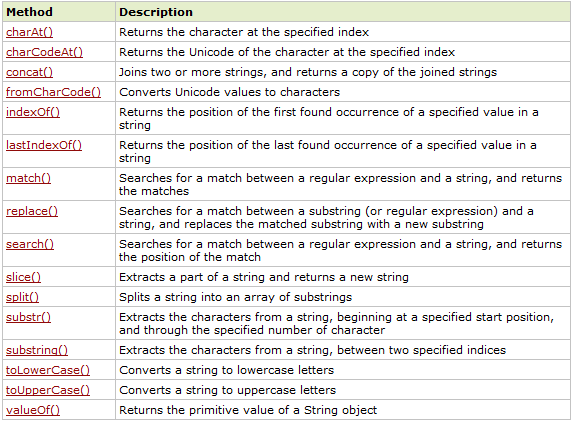 Method Description
charAt() Returns the character at the specified index
charCodeAt() Returns the Unicode of the character at the specified index
concat() Joins two or more strings, and returns a copy of the joined strings
fromCharCode() Converts Unicode values to characters
indexOf() Returns the position of the first found occurrence of a specified value in a
string
lastIndexOf() Returns the position of the last found occurrence of a specified value in a
string
match() Searches for a match between a regular expression and a string, and returns
the matches
replace() Searches for a match between a substring (or regular expression) and a
string, and replaces the matched substring with a new substring
search() Searches for a match between a regular expression and a string, and returns
the position of the match
slice() Extracts a part of a string and returns a new string
split() Splits a string into an array of substrings
substr() Extracts the characters from a string, beginning at a specified start position,
and through the specified number of character
substring() Extracts the characters from a string, between two specified indices
toLowerCase() Converts a string to lowercase letters
toUpperCase() Converts a string to uppercase letters
valueOf() Returns the primitive value of a String object